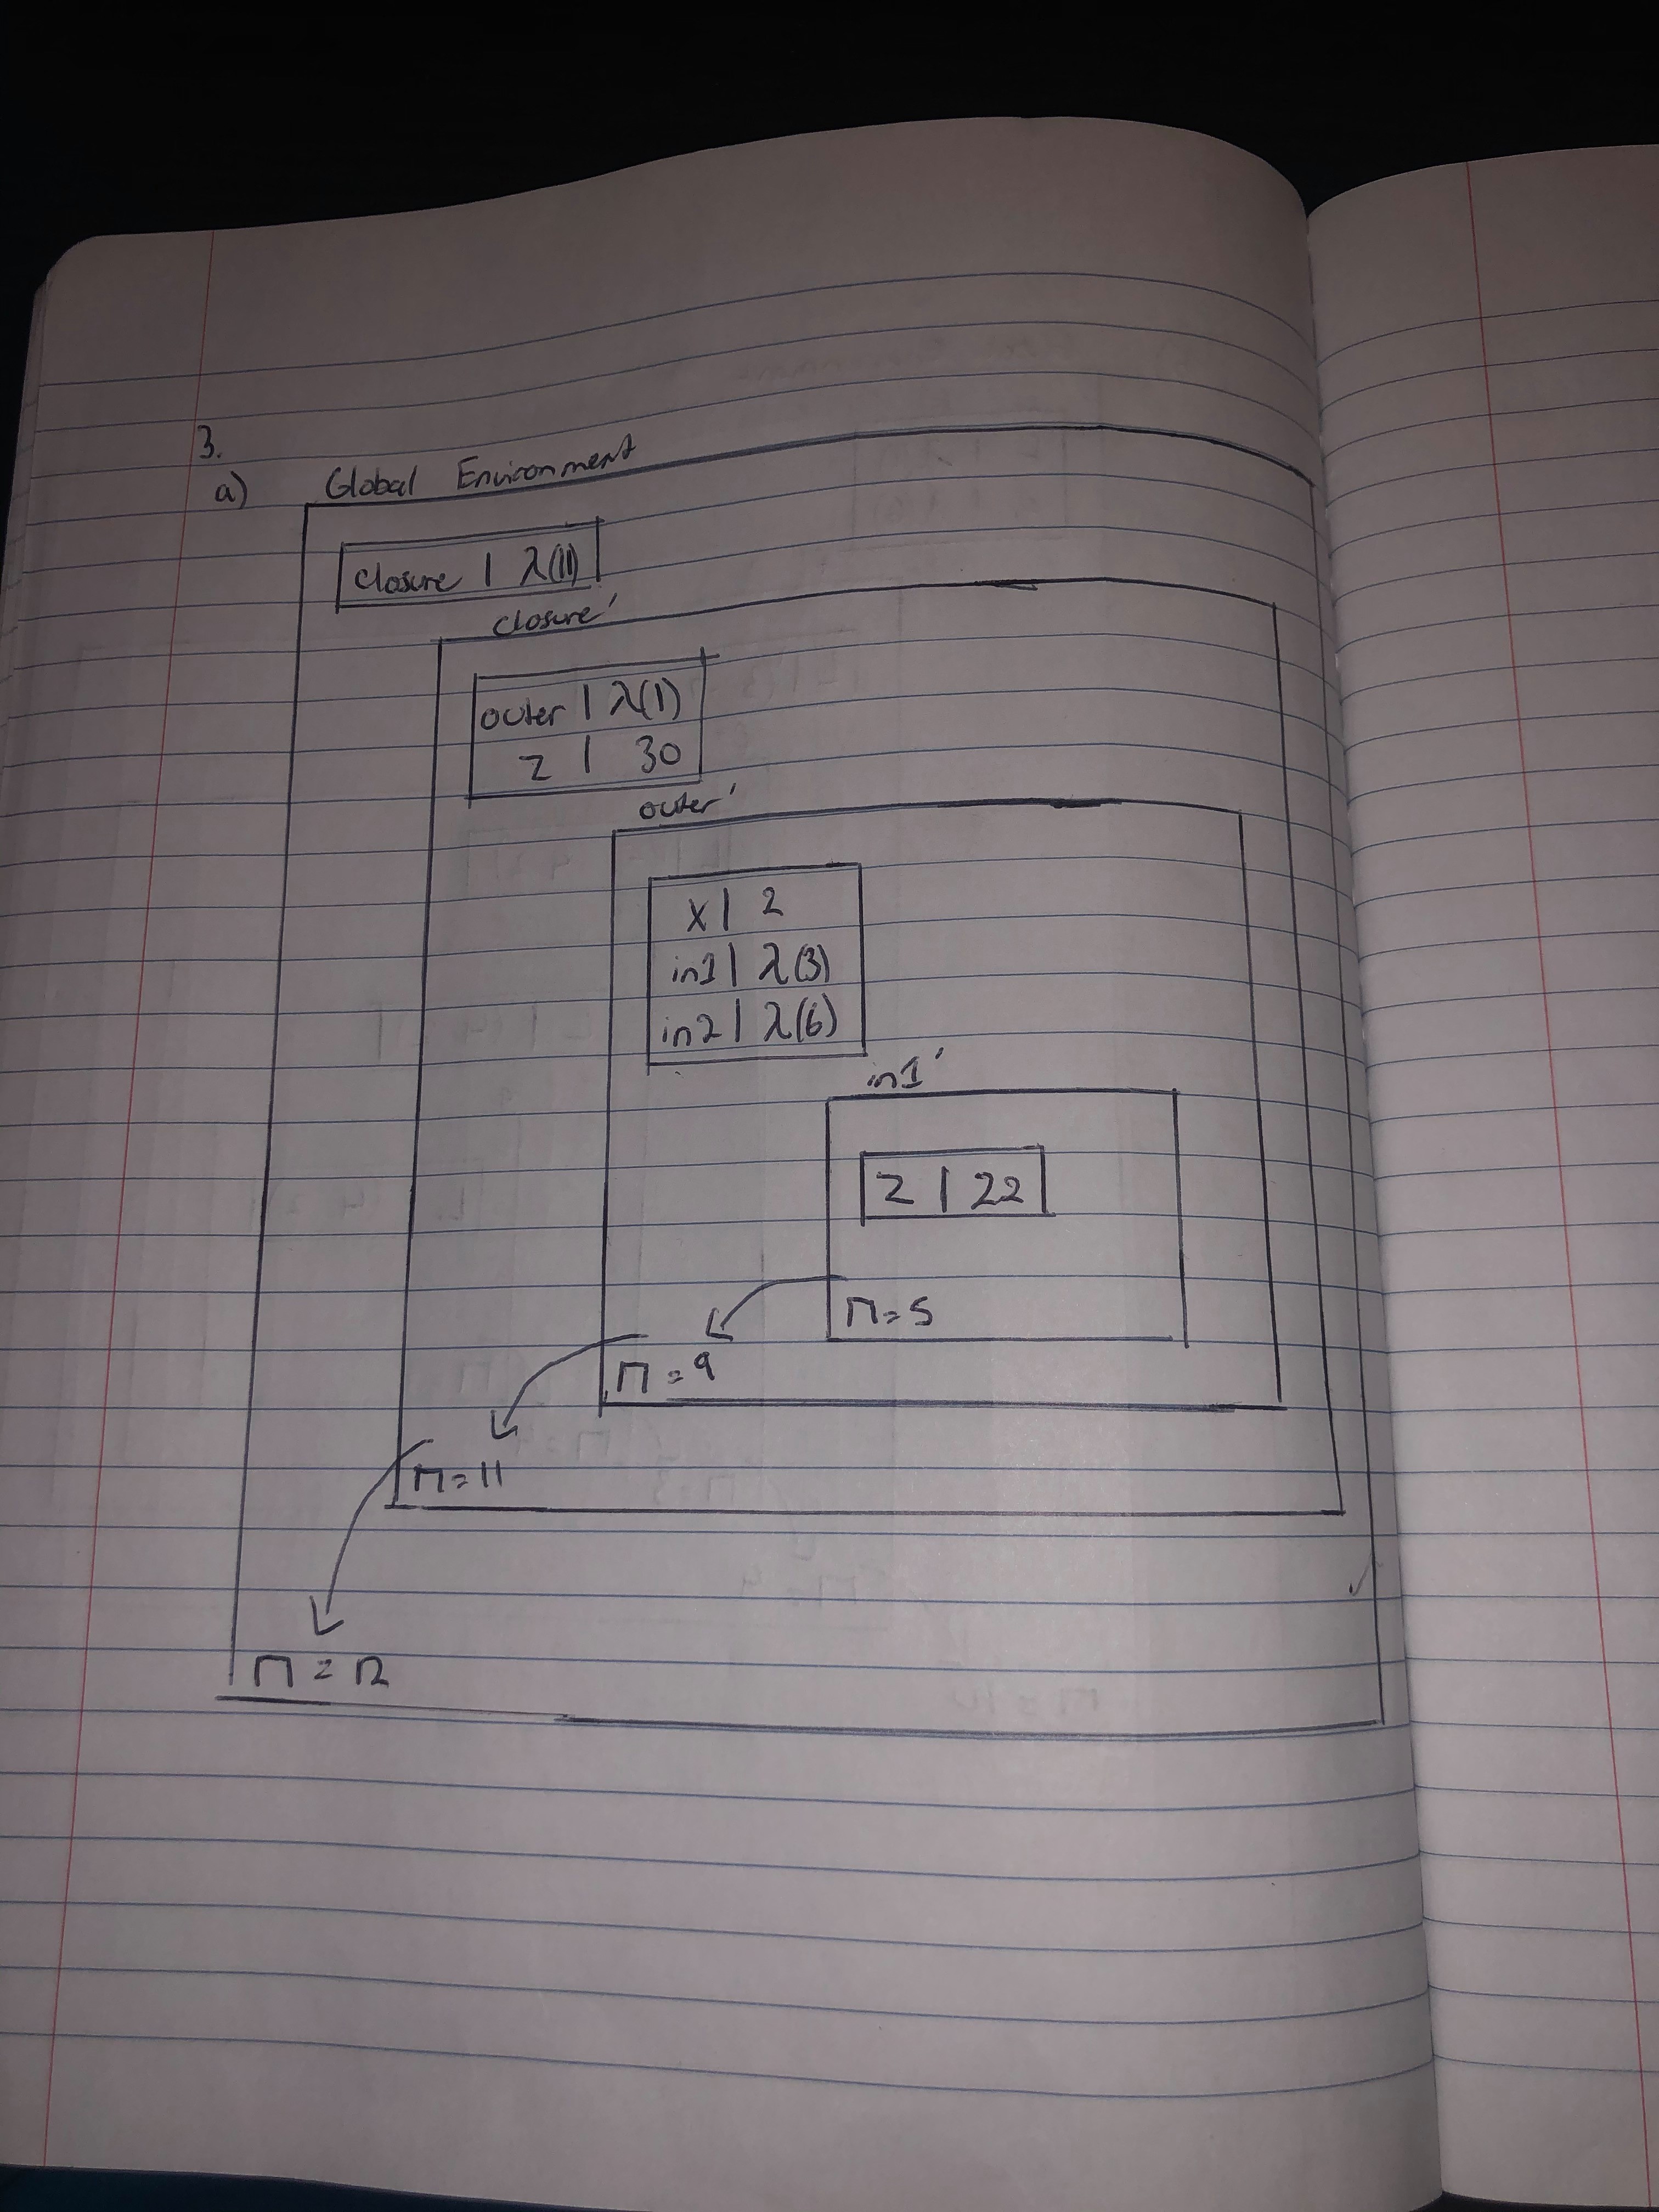 3.
a) Global Environment
closure | λ(11)
closure'
outer | λ(1)
z | 30
outer'
x | 2
in1 | λ(3)
in2 | λ(6)
in1'
z | 22
π = 5
π = 9
π = 11
π = 12